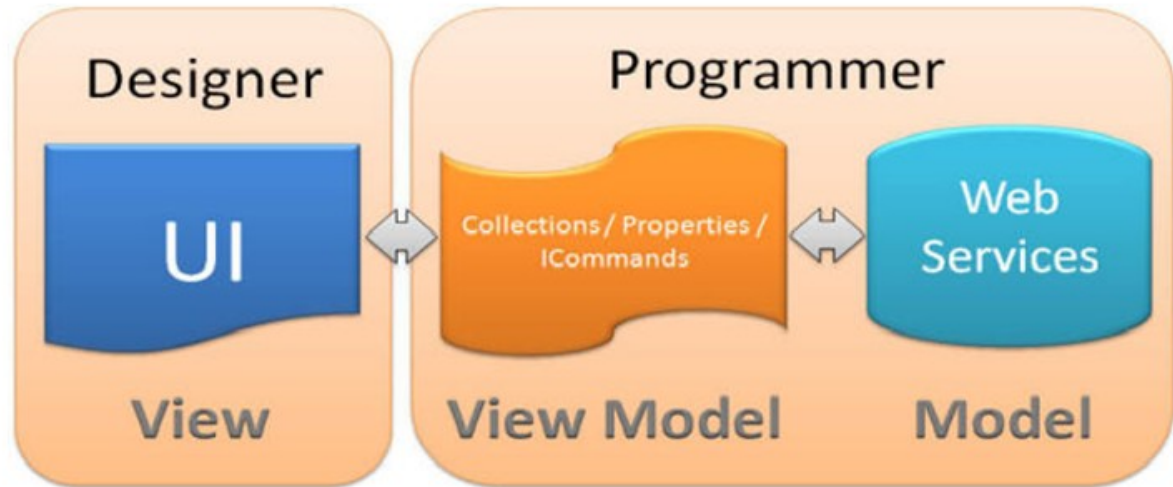 Designer
UI
View
Programmer
Collections / Properties /
ICommands
View Model
Web
Services
Model